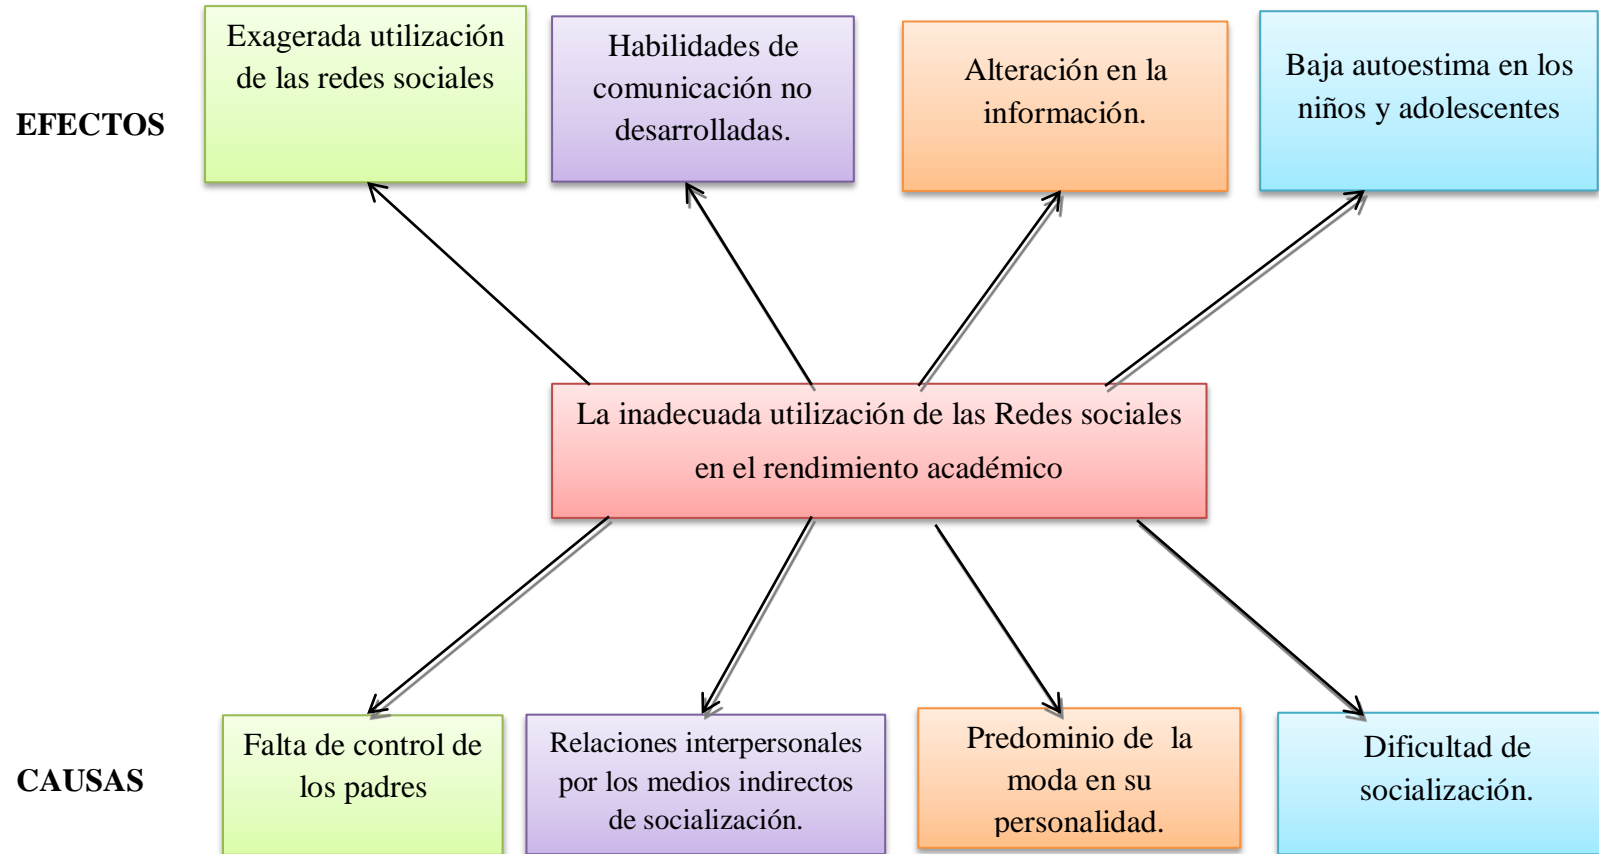 Exagerada utilización
de las redes sociales
Habilidades de
comunicación no
desarrolladas.
Alteración en la
información.
Baja autoestima en los
niños y adolescentes
EFECTOS
La inadecuada utilización de las Redes sociales
en el rendimiento académico
CAUSAS
Falta de control de
los padres
Relaciones interpersonales
por los medios indirectos
de socialización.
Predominio de la
moda en su
personalidad.
Dificultad de
socialización.